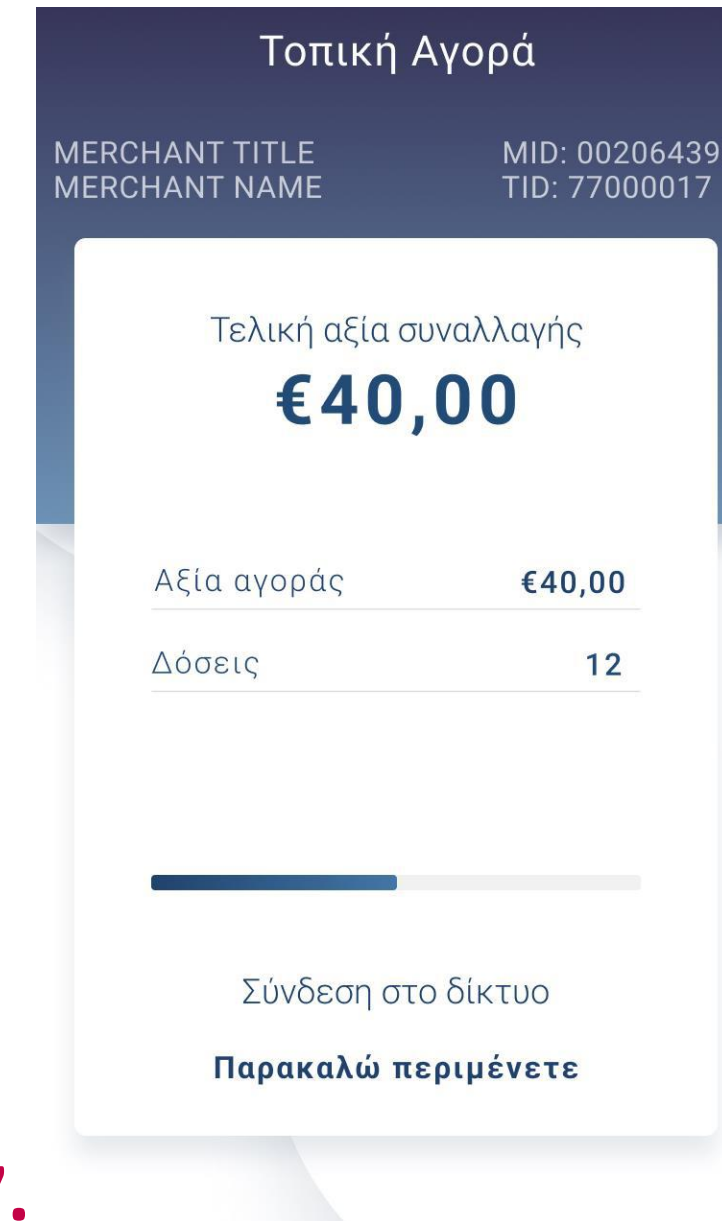 Τοπική Αγορά
MERCHANT TITLE MID: 00206439
MERCHANT NAME TID: 77000017
Τελική αξία συναλλαγής
€40,00
Αξία αγοράς €40,00
Δόσεις 12
Σύνδεση στο δίκτυο
Παρακαλώ περιμένετε